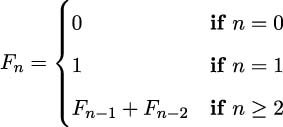 0 if n = 0
F_n = { 1 if n = 1
F_{n−1} + F_{n−2} if n ≥ 2